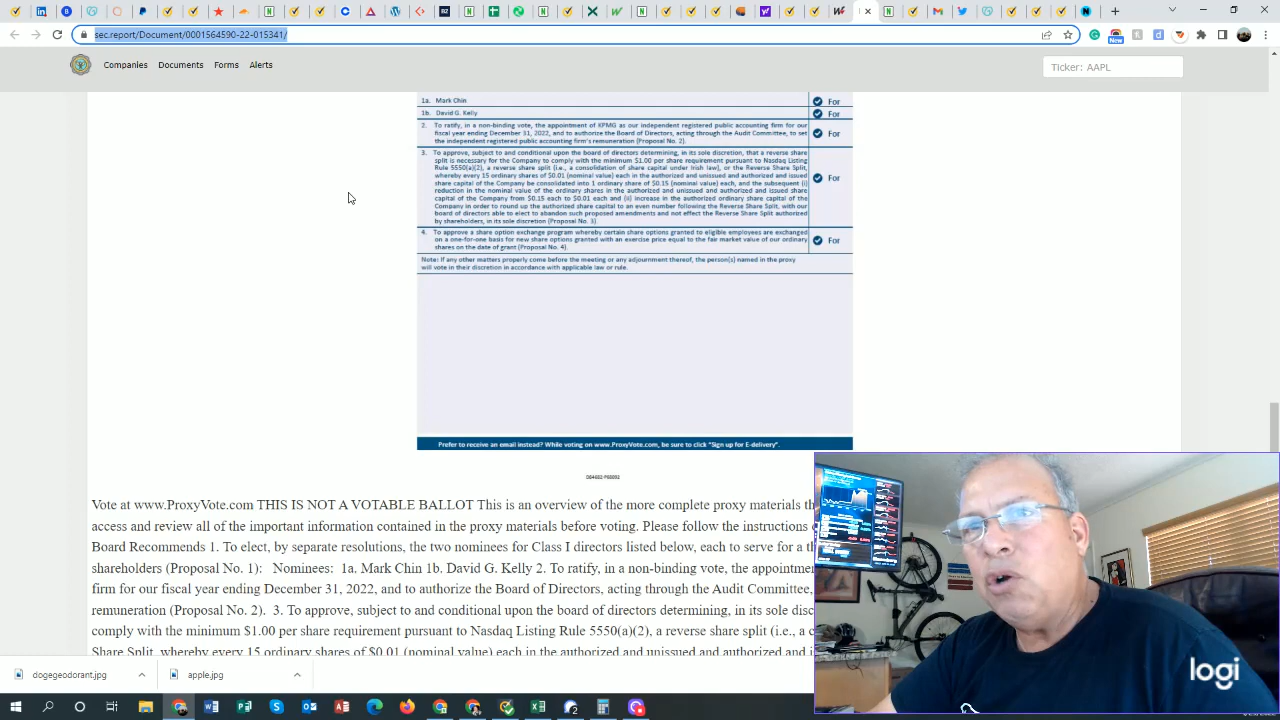 sec.report/Document/0001564590-22-015341/
New
Companies Documents Forms Alerts
Ticker: AAPL
1a. Mark Chin For
1b. David G. Kelly For
2. To ratify, in a non-binding vote, the appointment of KPMG as our independent registered public accounting firm for our
fiscal year ending December 31, 2022, and to authorize the Board of Directors, acting through the Audit Committee, to set
the independent registered public accounting firm's remuneration (Proposal No. 2). For
3. To approve, subject to and conditional upon the board of directors determining, in its sole discretion, that a reverse share
split is necessary for the Company to comply with the minimum $1.00 per share requirement pursuant to Nasdaq Listing
Rule 5550(a)(2), a reverse share split (i.e., a consolidation of share capital under Irish law), or the Reverse Share Split,
whereby every 15 ordinary shares of $0.01 (nominal value) each in the authorized and unissued and authorized and issued
share capital of the Company be consolidated into 1 ordinary share of $0.15 (nominal value) each, and the subsequent (i)
reduction in the nominal value of the ordinary shares in the authorized and unissued and authorized and issued share
capital of the Company from $0.15 each to $0.01 each and (ii) increase in the authorized ordinary share capital of the
Company in order to round up the authorized share capital to an even number following the Reverse Share Split, with our
board of directors able to elect to abandon such proposed amendments and not effect the Reverse Share Split authorized
by shareholders, in its sole discretion (Proposal No. 3). For
4. To approve a share option exchange program whereby certain share options granted to eligible employees are exchanged
on a one-for-one basis for new share options granted with an exercise price equal to the fair market value of our ordinary
shares on the date of grant (Proposal No. 4). For
Note: If any other matters properly come before the meeting or any adjournment thereof, the person(s) named in the proxy
will vote in their discretion in accordance with applicable law or rule.
Prefer to receive an email instead? While voting on www.ProxyVote.com, be sure to click "Sign up for E-delivery".
Vote at www.ProxyVote.com THIS IS NOT A VOTABLE BALLOT This is an overview of the more complete proxy materials
access and review all of the important information contained in the proxy materials before voting. Please follow the instructions
Board Recommends 1. To elect, by separate resolutions, the two nominees for Class I directors listed below, each to serve for a
shareholders (Proposal No. 1): Nominees: 1a. Mark Chin 1b. David G. Kelly 2. To ratify, in a non-binding vote, the appointment
firm for our fiscal year ending December 31, 2022, and to authorize the Board of Directors, acting through the Audit Committee,
remuneration (Proposal No. 2). 3. To approve, subject to and conditional upon the board of directors determining, in its sole
comply with the minimum $1.00 per share requirement pursuant to Nasdaq Listing Rule 5550(a)(2), a reverse share split (i.e., a
Share Split whereby every 15 ordinary shares of $0.01 (nominal value) each in the authorized and unissued and authorized and
dogegeodorant.jpg apple.jpg
logi